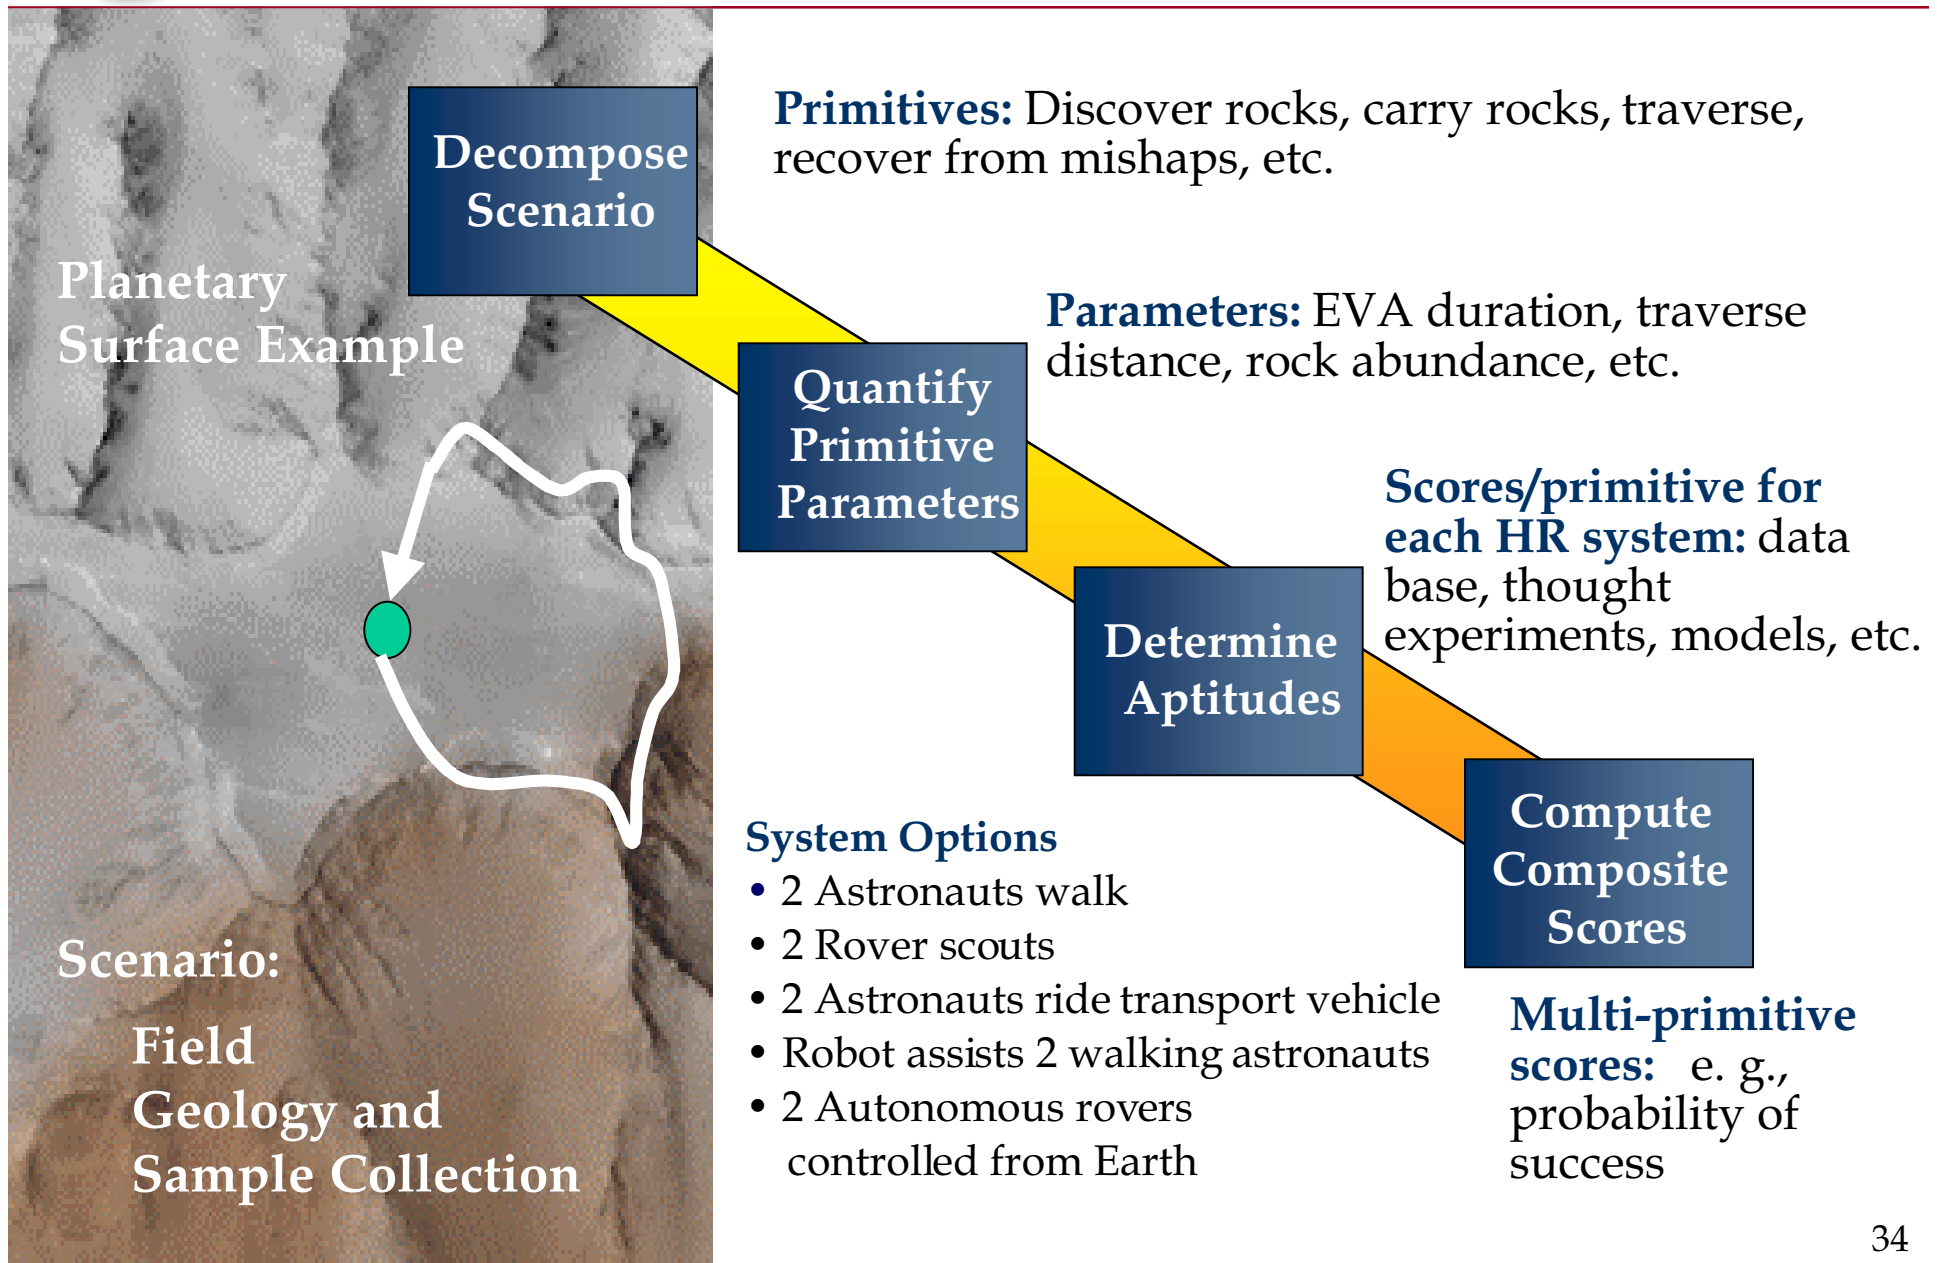 Decompose
Scenario
Primitives: Discover rocks, carry rocks, traverse,
recover from mishaps, etc.
Planetary
Surface Example
Parameters: EVA duration, traverse
distance, rock abundance, etc.
Quantify
Primitive
Parameters
Scores/primitive for
each HR system: data
base, thought
experiments, models, etc.
Determine
Aptitudes
Compute
Composite
Scores
System Options
• 2 Astronauts walk
• 2 Rover scouts
• 2 Astronauts ride transport vehicle
• Robot assists 2 walking astronauts
• 2 Autonomous rovers
controlled from Earth
Scenario:
Field
Geology and
Sample Collection
Multi-primitive
scores: e. g.,
probability of
success
34